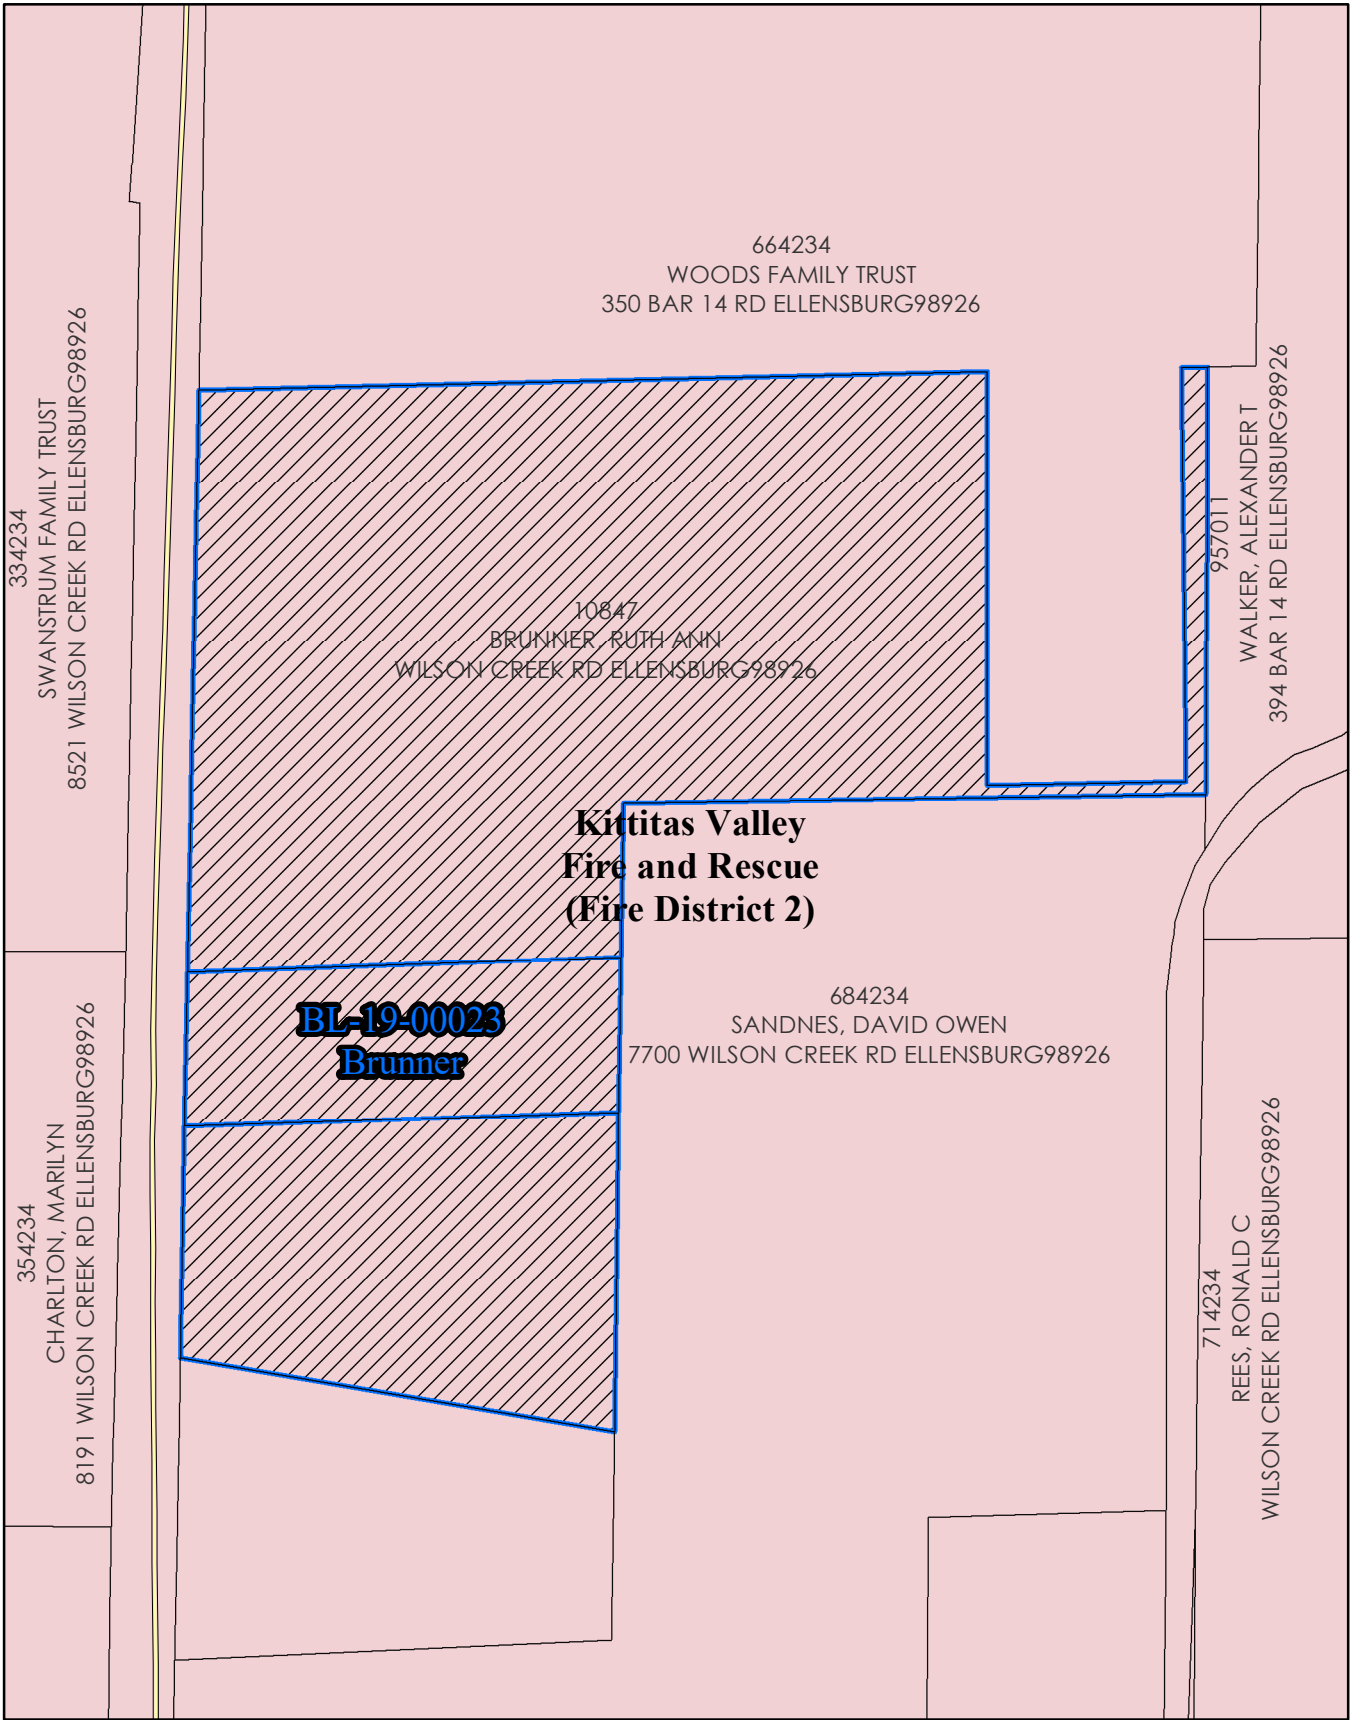 664234
WOODS FAMILY TRUST
350 BAR 14 RD ELLENSBURG98926
334234
SWANSTRUM FAMILY TRUST
8521 WILSON CREEK RD ELLENSBURG98926
957011
WALKER, ALEXANDER T
394 BAR 14 RD ELLENSBURG98926
10847
BRUNNER, RUTH ANN
WILSON CREEK RD ELLENSBURG98926
Kittitas Valley
Fire and Rescue
(Fire District 2)
BL-19-00023
Brunner
684234
SANDNES, DAVID OWEN
7700 WILSON CREEK RD ELLENSBURG98926
354234
CHARLTON, MARILYN
8191 WILSON CREEK RD ELLENSBURG98926
714234
REES, RONALD C
WILSON CREEK RD ELLENSBURG98926